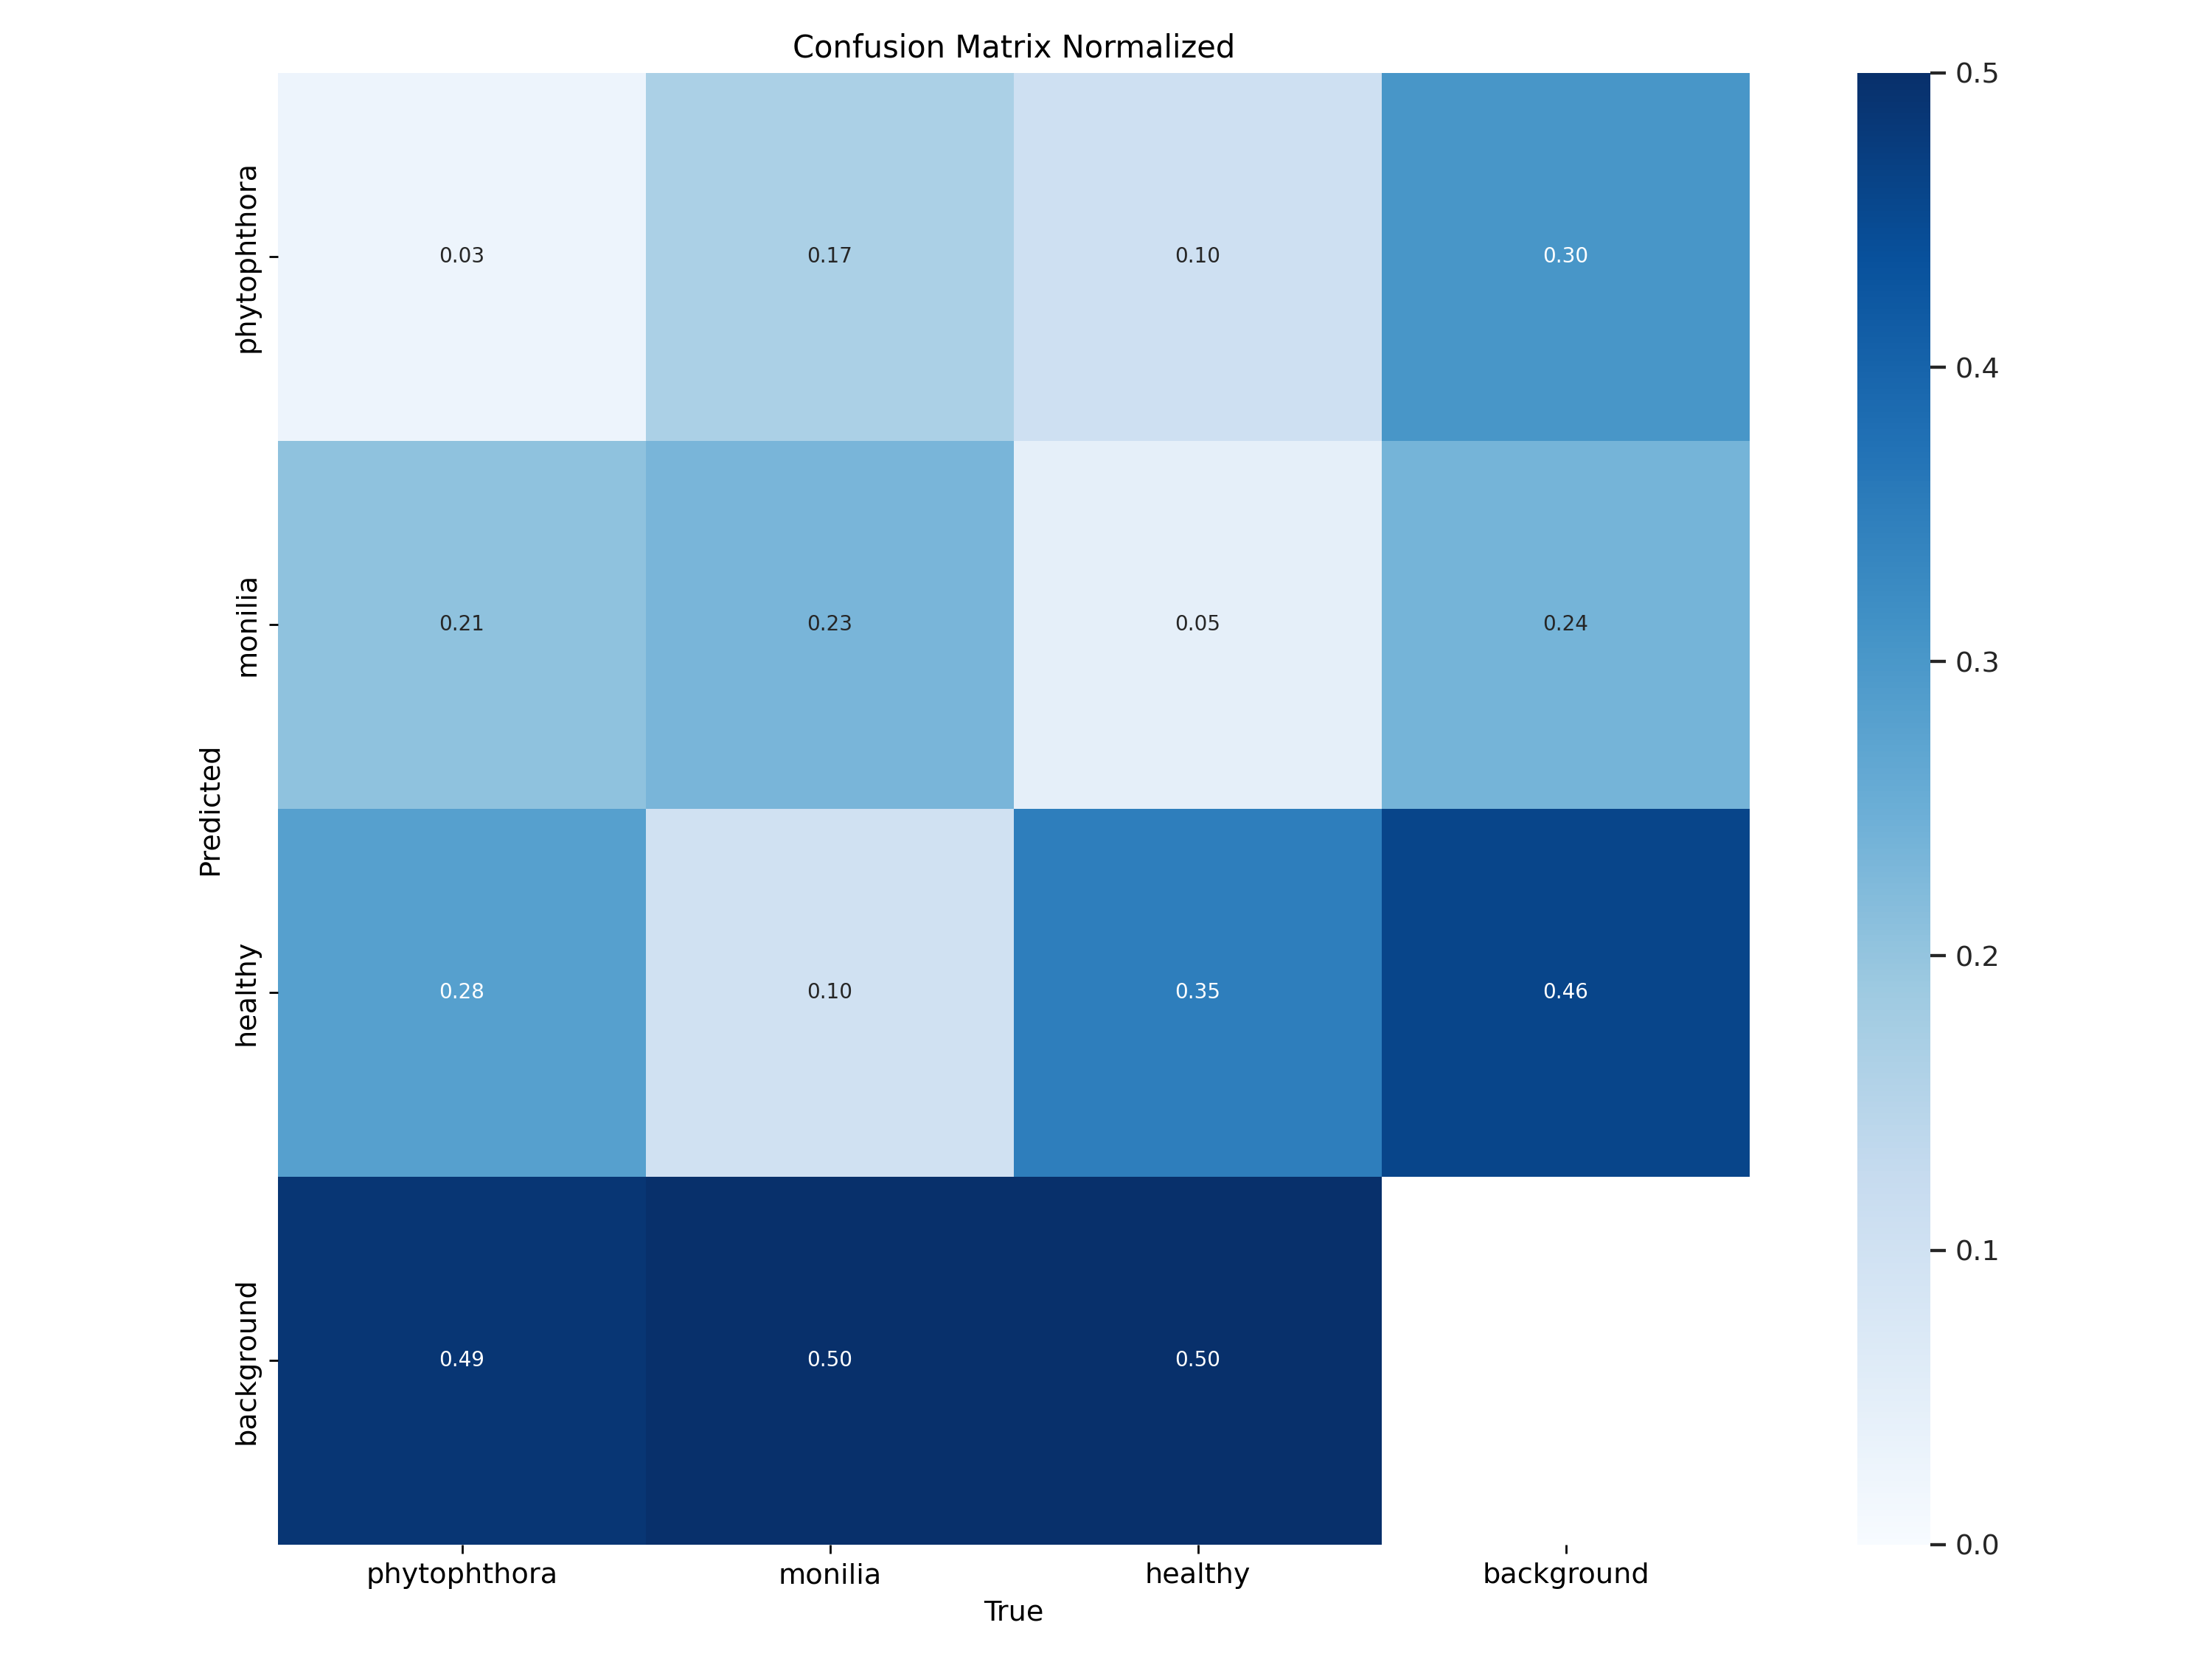 Confusion Matrix Normalized
phytophthora
0.03
0.17
0.10
0.30
monilia
0.21
0.23
0.05
0.24
healthy
0.28
0.10
0.35
0.46
background
0.49
0.50
0.50
Predicted
phytophthora
monilia
healthy
background
True
0.5
0.4
0.3
0.2
0.1
0.0